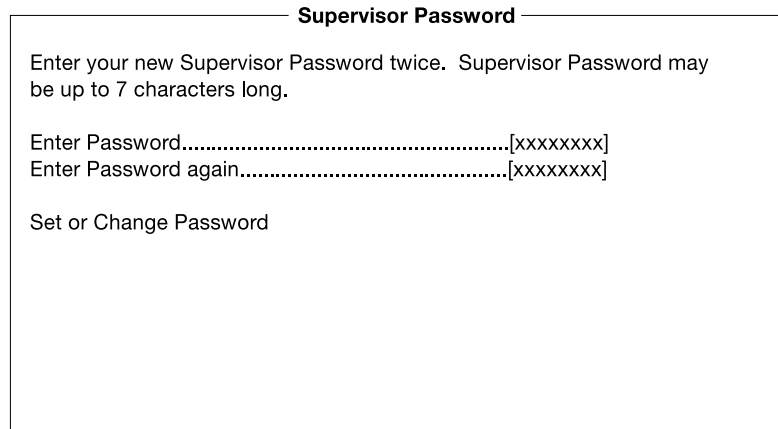 Supervisor Password
Enter your new Supervisor Password twice.  Supervisor Password may
be up to 7 characters long.
Enter Password......................................................[xxxxxxxx]
Enter Password again............................................[xxxxxxxx]
Set or Change Password